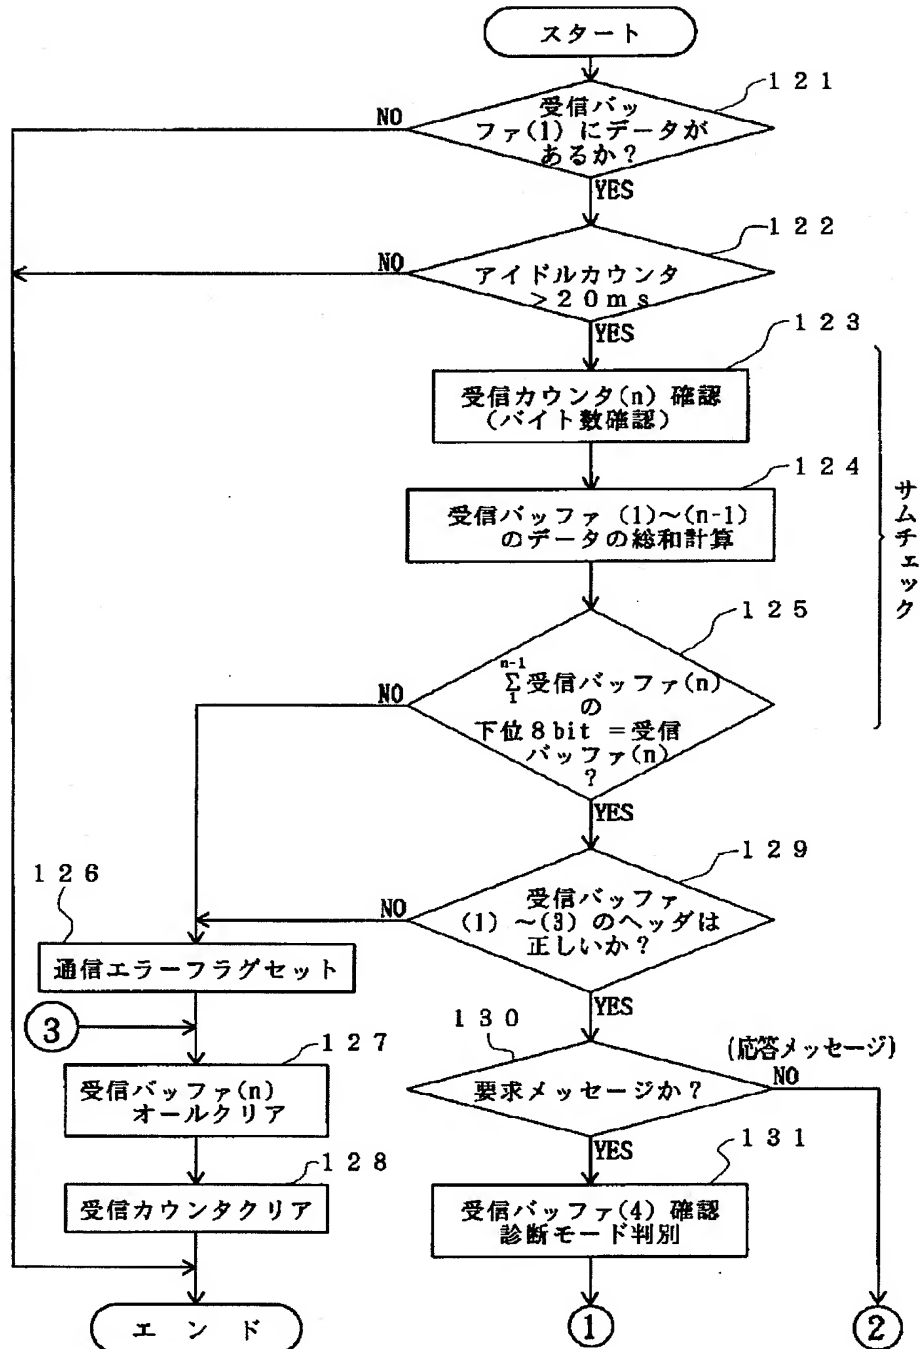 スタート
121
受信バッ
ファ(1) にデータが
あるか?
NO
YES
122
アイドルカウンタ
>20ms
NO
YES
123
受信カウンタ(n) 確認
(バイト数確認)
124
受信バッファ (1)~(n-1)
のデータの総和計算
サムチェック
125
n-1
Σ受信バッファ(n)
1
の
下位8bit =受信
バッファ(n)
?
NO
YES
129
受信バッファ
(1) ~(3) のヘッダは
正しいか?
NO
YES
126
通信エラーフラグセット
3
127
受信バッファ(n)
オールクリア
128
受信カウンタクリア
エンド
130
要求メッセージか?
(応答メッセージ)
NO
YES
131
受信バッファ(4) 確認
診断モード判別
1
2